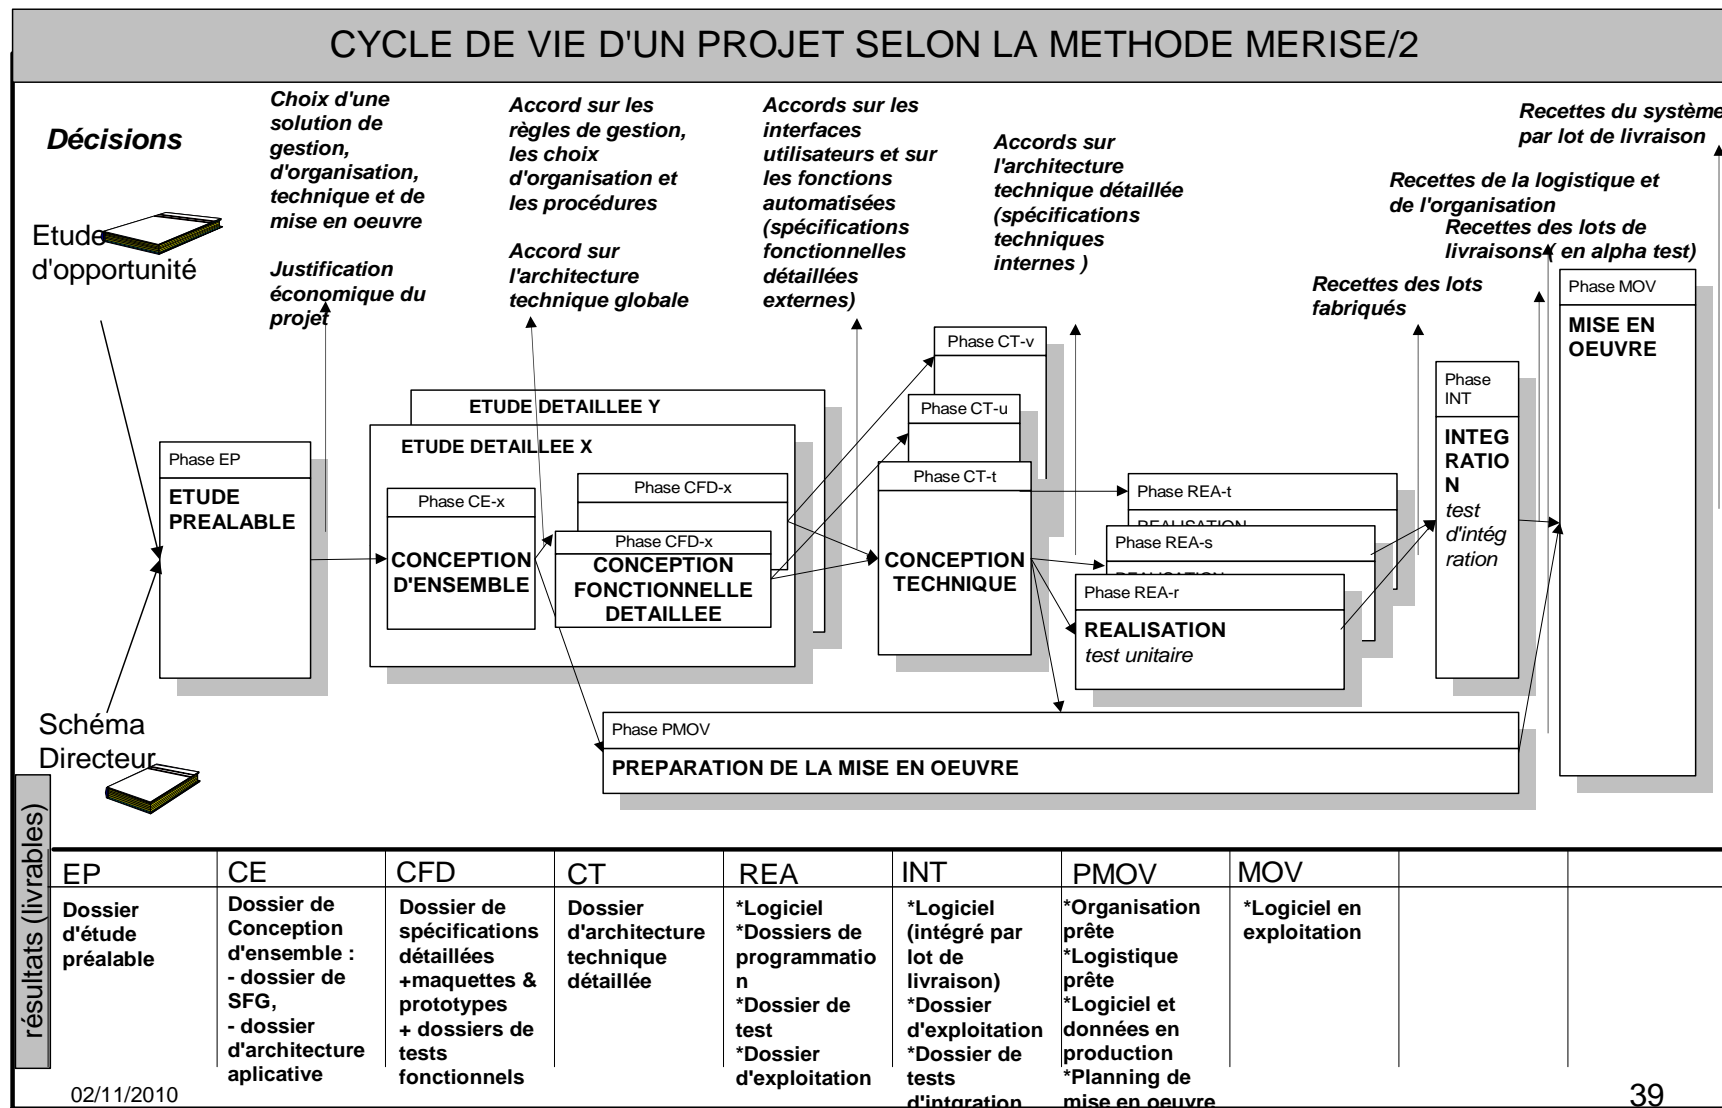 CYCLE DE VIE D'UN PROJET SELON LA METHODE MERISE/2
Décisions
Choix d'une
solution de
gestion,
d'organisation,
technique et de
mise en oeuvre
Justification
économique du
projet
Accord sur les
règles de gestion,
les choix
d'organisation et
les procédures
Accord sur
l'architecture
technique globale
Accords sur les
interfaces
utilisateurs et sur
les fonctions
automatisées
(spécifications
fonctionnelles
détaillées
externes)
Accords sur
l'architecture
technique détaillée
(spécifications
techniques
internes )
Recettes du système
par lot de livraison
Recettes de la logistique et
de l'organisation
Recettes des lots de
livraisons ( en alpha test)
Recettes des lots
fabriqués
Etude
d'opportunité
Schéma
Directeur
Phase EP
ETUDE
PREALABLE
ETUDE DETAILLEE Y
ETUDE DETAILLEE X
Phase CE-x
CONCEPTION
D'ENSEMBLE
Phase CFD-x
Phase CFD-x
CONCEPTION
FONCTIONNELLE
DETAILLEE
Phase CT-v
Phase CT-u
Phase CT-t
CONCEPTION
TECHNIQUE
Phase REA-t
REALISATION
Phase REA-s
REALISATION
Phase REA-r
REALISATION
test unitaire
Phase
INT
INTEG
RATIO
N
test
d'intég
ration
Phase MOV
MISE EN
OEUVRE
Phase PMOV
PREPARATION DE LA MISE EN OEUVRE
résultats (livrables)
EP
Dossier
d'étude
préalable
CE
Dossier de
Conception
d'ensemble :
- dossier de
SFG,
- dossier
d'architecture
aplicative
CFD
Dossier de
spécifications
détaillées
+maquettes &
prototypes
+ dossiers de
tests
fonctionnels
CT
Dossier
d'architecture
technique
détaillée
REA
*Logiciel
*Dossiers de
programmatio
n
*Dossier de
test
*Dossier
d'exploitation
INT
*Logiciel
(intégré par
lot de
livraison)
*Dossier
d'exploitation
*Dossier de
tests
d'intgration
PMOV
*Organisation
prête
*Logistique
prête
*Logiciel et
données en
production
*Planning de
mise en oeuvre
MOV
*Logiciel en
exploitation
02/11/2010
39